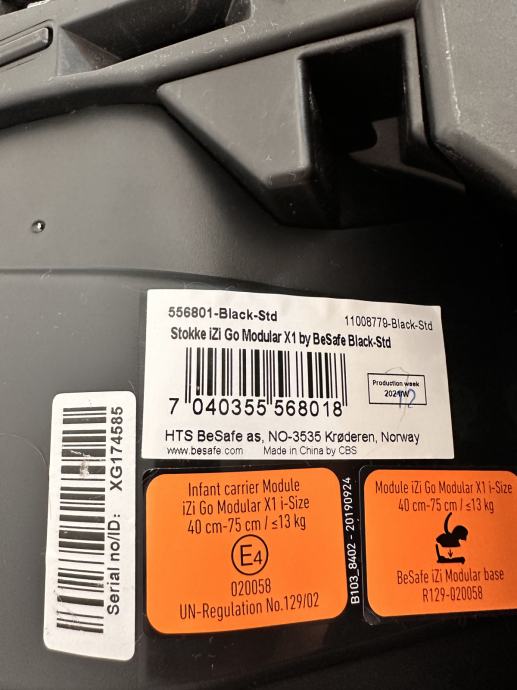 556801-Black-Std
11008779-Black-Std
Stokke iZi Go Modular X1 by BeSafe Black-Std
7 040355 568018
Production week
2021/W
12
HTS BeSafe as, NO-3535 Krøderen, Norway
www.besafe.com Made in China by CBS
Serial no/ID: XG174585
Infant carrier Module
iZi Go Modular X1 i-Size
40 cm-75 cm / ≤13 kg
E4
020058
UN-Regulation No.129/02
B103_8402 - 20190924
Module iZi Go Modular X1 i-Size
40 cm-75 cm / ≤13 kg
BeSafe iZi Modular base
R129-020058